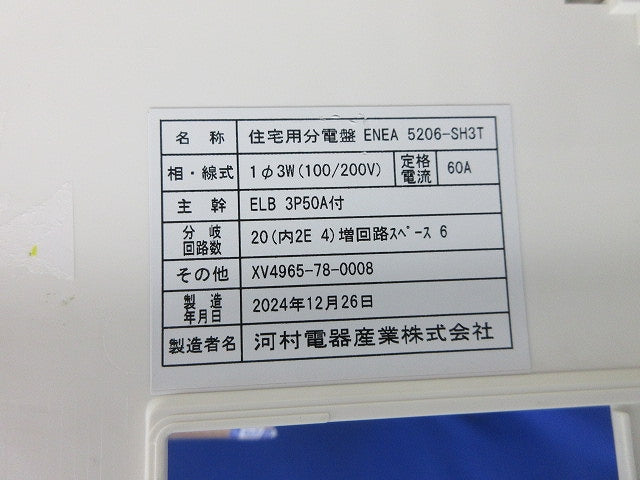 名称 住宅用分電盤 ENEA 5206-SH3T
相・線式 1φ3W(100/200V) 定格電流 60A
主幹 ELB 3P50A付
分岐回路数 20(内2E 4)増回路ｽﾍﾟｰｽ 6
その他 XV4965-78-0008
製造年月日 2024年12月26日
製造者名 河村電器産業株式会社